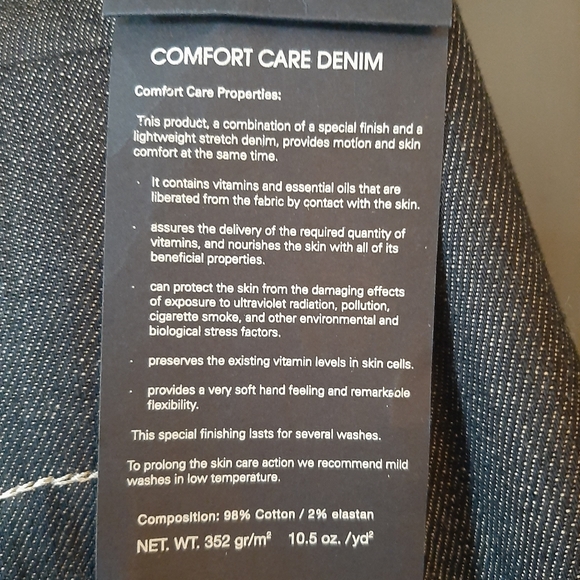 COMFORT CARE DENIM
Comfort Care Properties:
This product, a combination of a special finish and a
lightweight stretch denim, provides motion and skin
comfort at the same time.
· It contains vitamins and essential oils that are
liberated from the fabric by contact with the skin.
· assures the delivery of the required quantity of
vitamins, and nourishes the skin with all of its
beneficial properties.
· can protect the skin from the damaging effects
of exposure to ultraviolet radiation, pollution,
cigarette smoke, and other environmental and
biological stress factors.
· preserves the existing vitamin levels in skin cells.
· provides a very soft hand feeling and remarkable
flexibility.
This special finishing lasts for several washes.
To prolong the skin care action we recommend mild
washes in low temperature.
Composition: 98% Cotton / 2% elastan
NET. WT. 352 gr/m² 10.5 oz. /yd²